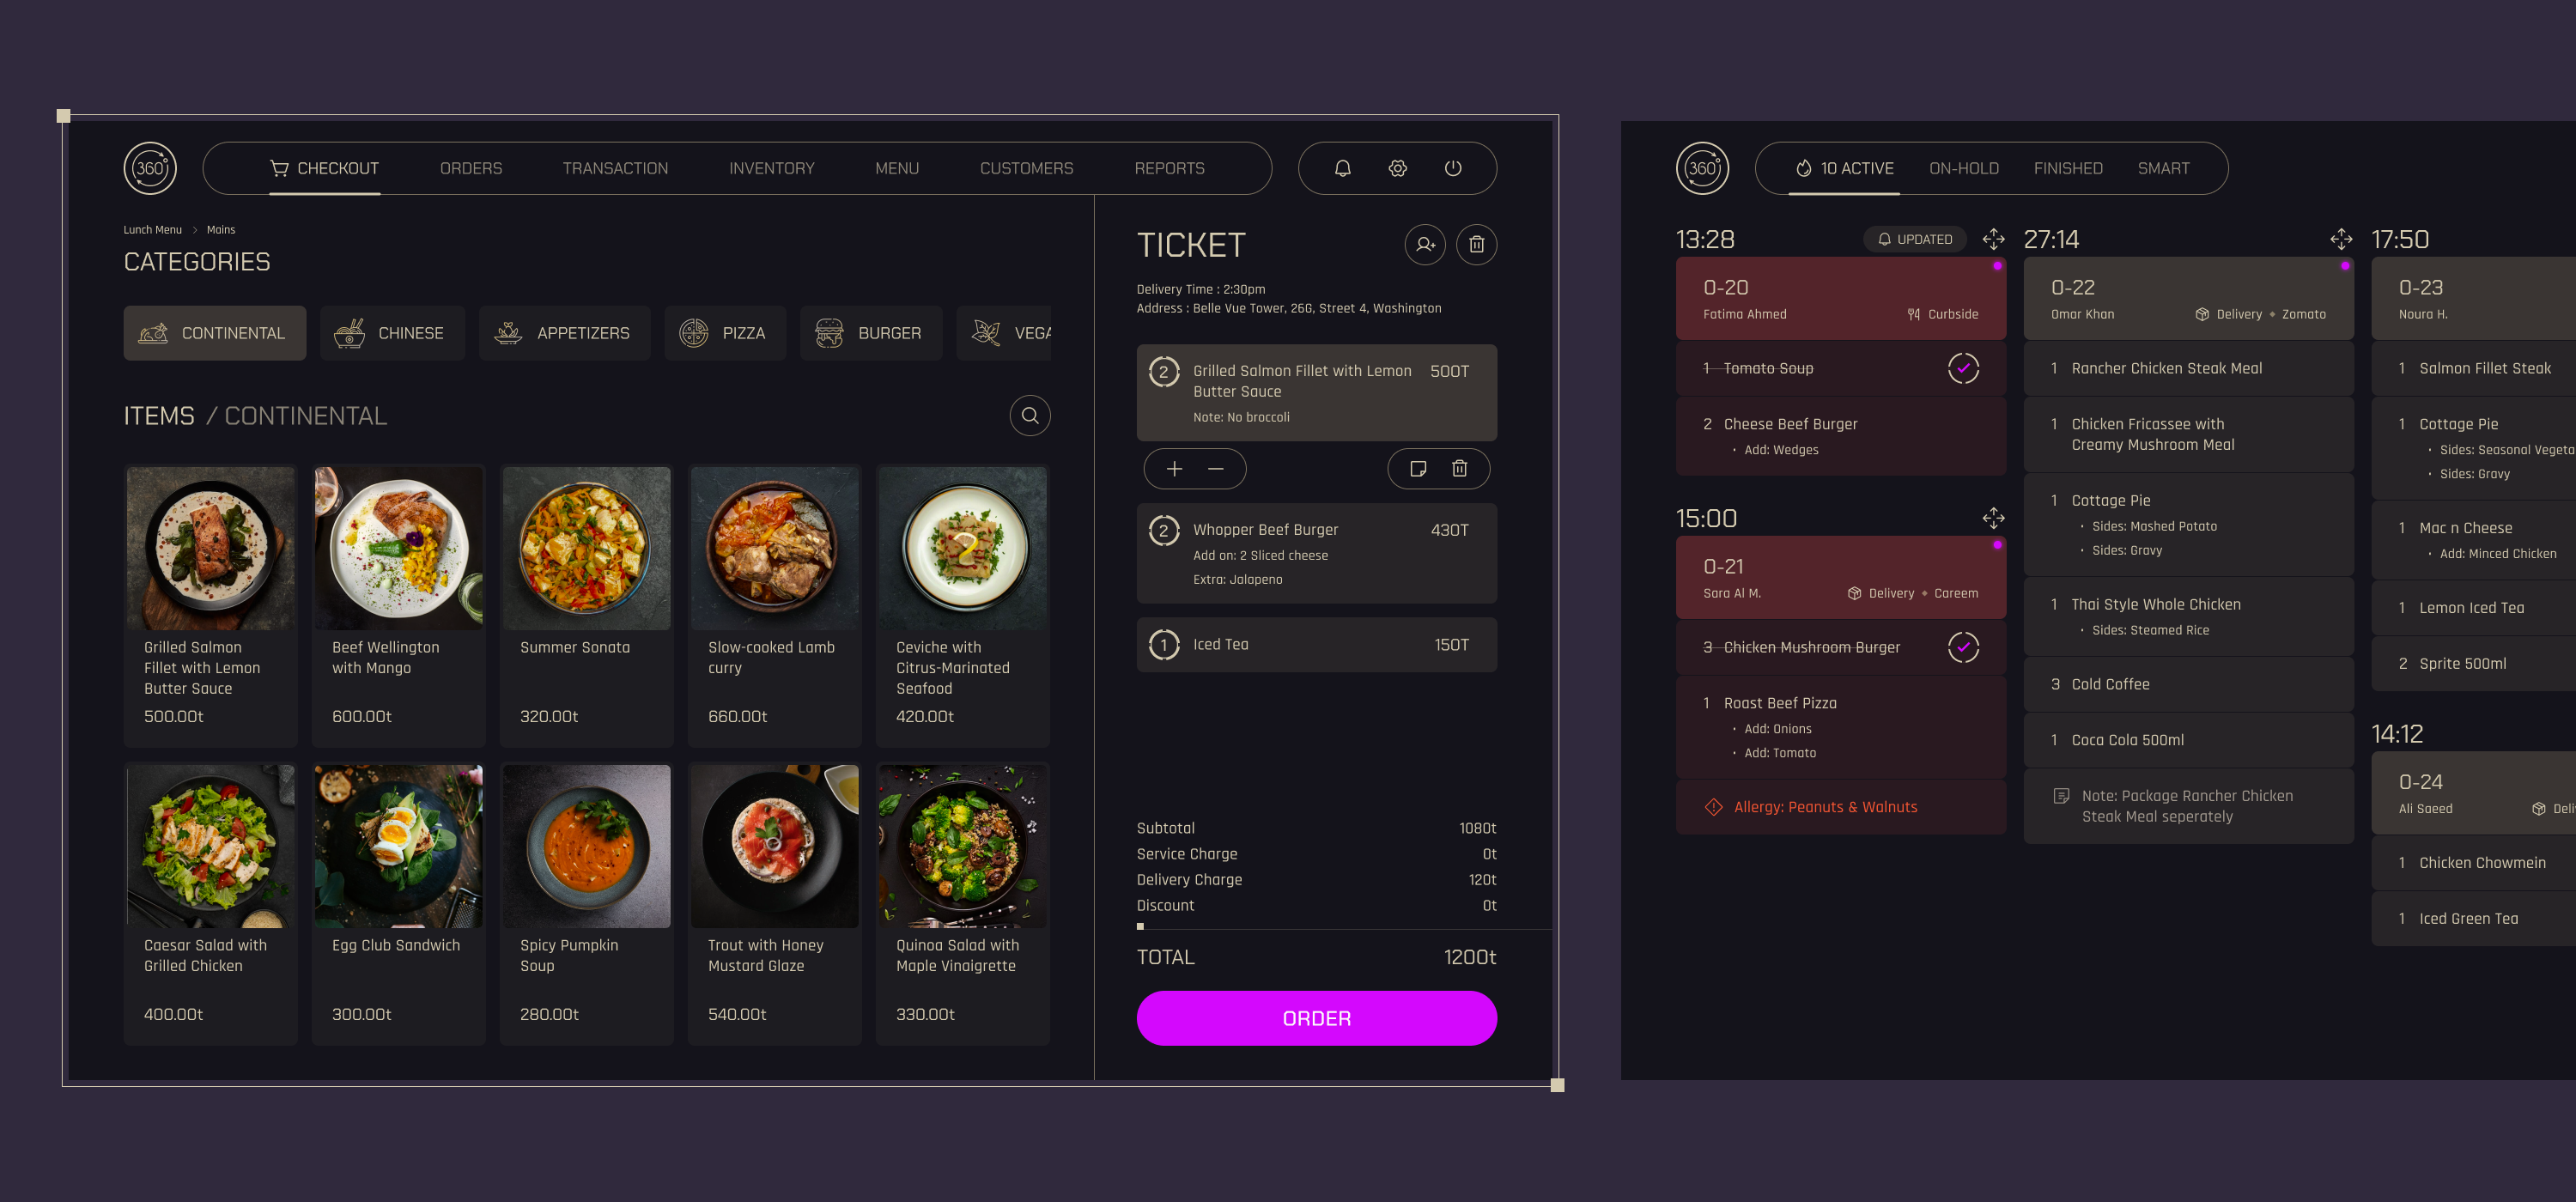 360°
CHECKOUT
ORDERS
TRANSACTION
INVENTORY
MENU
CUSTOMERS
REPORTS
Lunch Menu > Mains
CATEGORIES
CONTINENTAL
CHINESE
APPETIZERS
PIZZA
BURGER
VEGA
ITEMS / CONTINENTAL
Grilled Salmon
Fillet with Lemon
Butter Sauce
500.00t
Beef Wellington
with Mango
600.00t
Summer Sonata
320.00t
Slow-cooked Lamb
curry
660.00t
Ceviche with
Citrus-Marinated
Seafood
420.00t
Caesar Salad with
Grilled Chicken
400.00t
Egg Club Sandwich
300.00t
Spicy Pumpkin
Soup
280.00t
Trout with Honey
Mustard Glaze
540.00t
Quinoa Salad with
Maple Vinaigrette
330.00t
TICKET
Delivery Time : 2:30pm
Address : Belle Vue Tower, 26G, Street 4, Washington
2 Grilled Salmon Fillet with Lemon 500T
Butter Sauce
Note: No broccoli
2 Whopper Beef Burger 430T
Add on: 2 Sliced cheese
Extra: Jalapeno
1 Iced Tea 150T
Subtotal 1080t
Service Charge 0t
Delivery Charge 120t
Discount 0t
TOTAL 1200t
ORDER
360°
10 ACTIVE
ON-HOLD
FINISHED
SMART
13:28 UPDATED
0-20
Fatima Ahmed Curbside
1 Tomato Soup
2 Cheese Beef Burger
• Add: Wedges
15:00
0-21
Sara Al M. Delivery • Careem
3 Chicken Mushroom Burger
1 Roast Beef Pizza
• Add: Onions
• Add: Tomato
Allergy: Peanuts & Walnuts
27:14
0-22
Omar Khan Delivery • Zomato
1 Rancher Chicken Steak Meal
1 Chicken Fricassee with
Creamy Mushroom Meal
1 Cottage Pie
• Sides: Mashed Potato
• Sides: Gravy
1 Thai Style Whole Chicken
• Sides: Steamed Rice
3 Cold Coffee
1 Coca Cola 500ml
Note: Package Rancher Chicken
Steak Meal seperately
17:50
0-23
Noura H.
1 Salmon Fillet Steak
1 Cottage Pie
• Sides: Seasonal Vegeta
• Sides: Gravy
1 Mac n Cheese
• Add: Minced Chicken
1 Lemon Iced Tea
2 Sprite 500ml
14:12
0-24
Ali Saeed Deli
1 Chicken Chowmein
1 Iced Green Tea